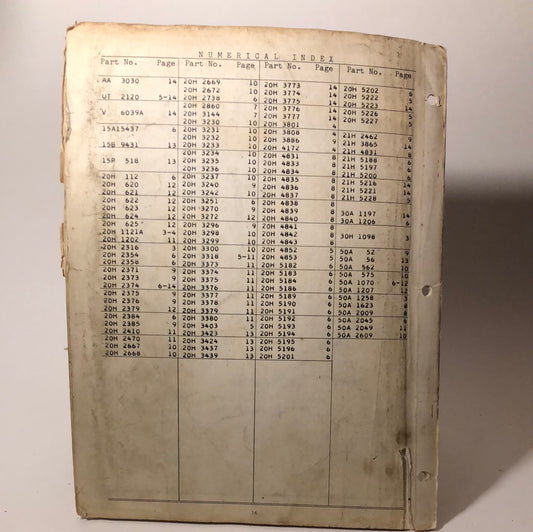 NUMERICAL INDEX
Part No. Page
AA 3030 14
UT 2120 5-14
V 6039A 14
15A15437 6
15B 9431 13
15R 518 13
20H 112 6
20H 620 12
20H 621 12
20H 622 12
20H 623 12
20H 624 12
20H 625 12
20H 1121A 3-4
20H 1202 11
20H 2316 3
20H 2354 6
20H 2358 6
20H 2371 9
20H 2373 9
20H 2374 6-14
20H 2375 9
20H 2376 9
20H 2379 12
20H 2384 6
20H 2385 9
20H 2410 11
20H 2470 11
20H 2667 10
20H 2668 10
Part No. Page
20H 2669 10
20H 2672 10
20H 2738 6
20H 2860 7
20H 3144 7
20H 3230 10
20H 3231 10
20H 3232 10
20H 3233 10
20H 3234 10
20H 3235 10
20H 3236 10
20H 3237 10
20H 3240 9
20H 3242 10
20H 3251 6
20H 3270 9
20H 3272 12
20H 3296 9
20H 3298 10
20H 3299 10
20H 3300 10
20H 3318 5-11
20H 3373 11
20H 3374 11
20H 3375 11
20H 3376 11
20H 3377 11
20H 3378 11
20H 3379 11
20H 3380 11
20H 3403 5
20H 3423 13
20H 3424 13
20H 3437 13
20H 3439 13
Part No. Page
20H 3773 14
20H 3774 14
20H 3775 14
20H 3776 14
20H 3777 14
20H 3801 4
20H 3808 4
20H 3886 9
20H 4172 4
20H 4831 8
20H 4833 8
20H 4834 8
20H 4835 8
20H 4836 8
20H 4837 8
20H 4838 8
20H 4839 8
20H 4840 8
20H 4841 8
20H 4842 8
20H 4843 8
20H 4852 5
20H 4853 5
20H 5182 6
20H 5183 6
20H 5184 6
20H 5186 6
20H 5189 6
20H 5190 6
20H 5191 6
20H 5192 6
20H 5193 6
20H 5194 6
20H 5195 6
20H 5196 6
20H 5201 6
Part No. Page
20H 5202 6
20H 5222 5
20H 5223 14
20H 5226 5
20H 5227 5
21H 2462 9
21H 3865 14
21H 4831 8
21H 5188 6
21H 5197 6
21H 5200 6
21H 5216 14
21H 5221 14
21H 5228 5
30A 1197 14
30A 1206 6
30H 1098 3
50A 52 9
50A 56 13
50A 562 10
50A 575 10
50A 1070 6-12
50A 1207 12
50A 1258 3
50A 1623 8
50A 2009 8
50A 2045 6
50A 2049 11
50A 2609 10